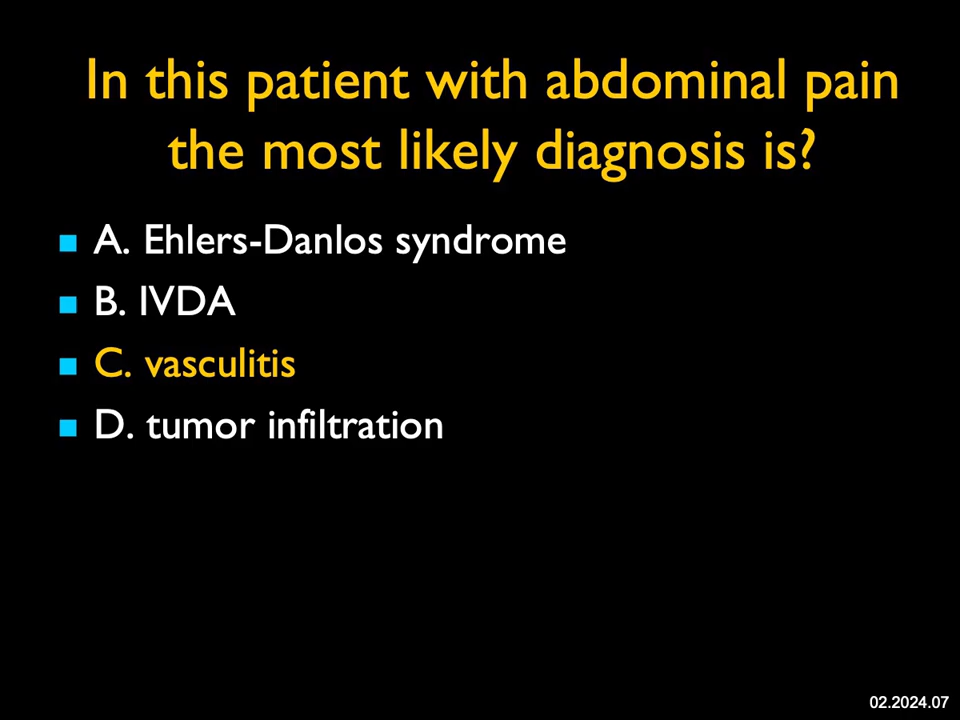 In this patient with abdominal pain
the most likely diagnosis is?
A. Ehlers-Danlos syndrome
B. IVDA
C. vasculitis
D. tumor infiltration
02.2024.07